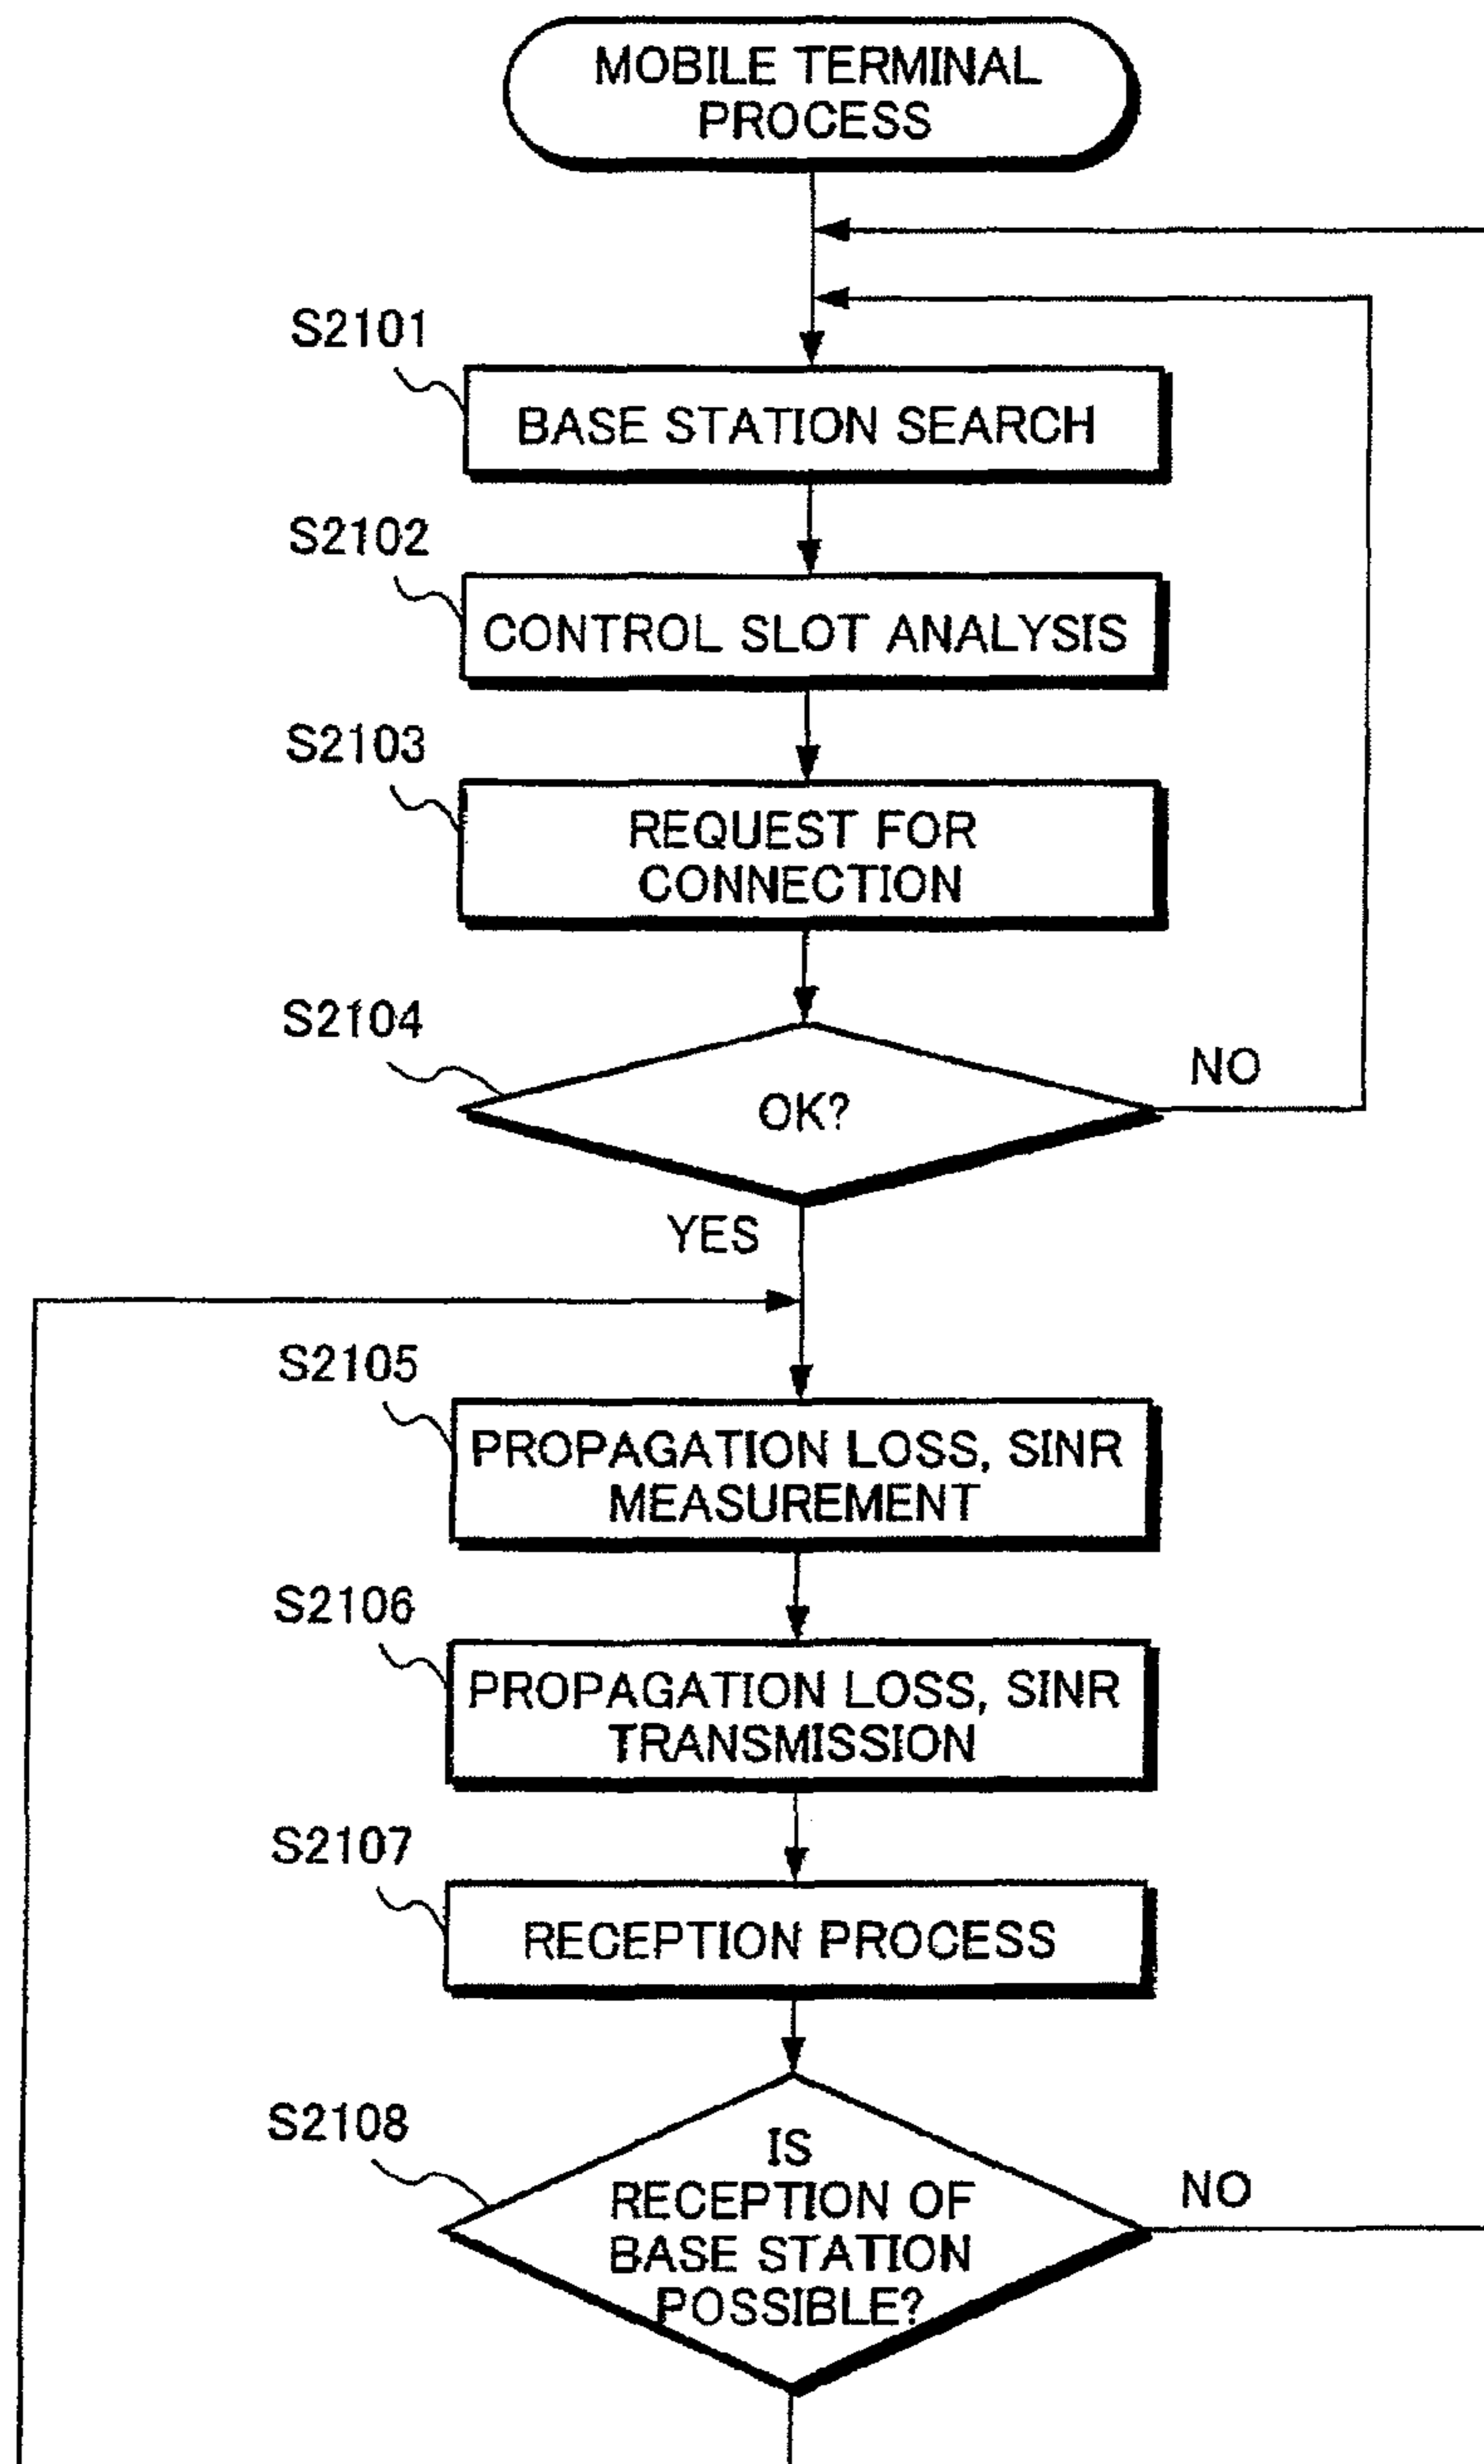 MOBILE TERMINAL
PROCESS
S2101
BASE STATION SEARCH
S2102
CONTROL SLOT ANALYSIS
S2103
REQUEST FOR
CONNECTION
S2104
OK?
NO
YES
S2105
PROPAGATION LOSS, SINR
MEASUREMENT
S2106
PROPAGATION LOSS, SINR
TRANSMISSION
S2107
RECEPTION PROCESS
S2108
IS
RECEPTION OF
BASE STATION
POSSIBLE?
NO